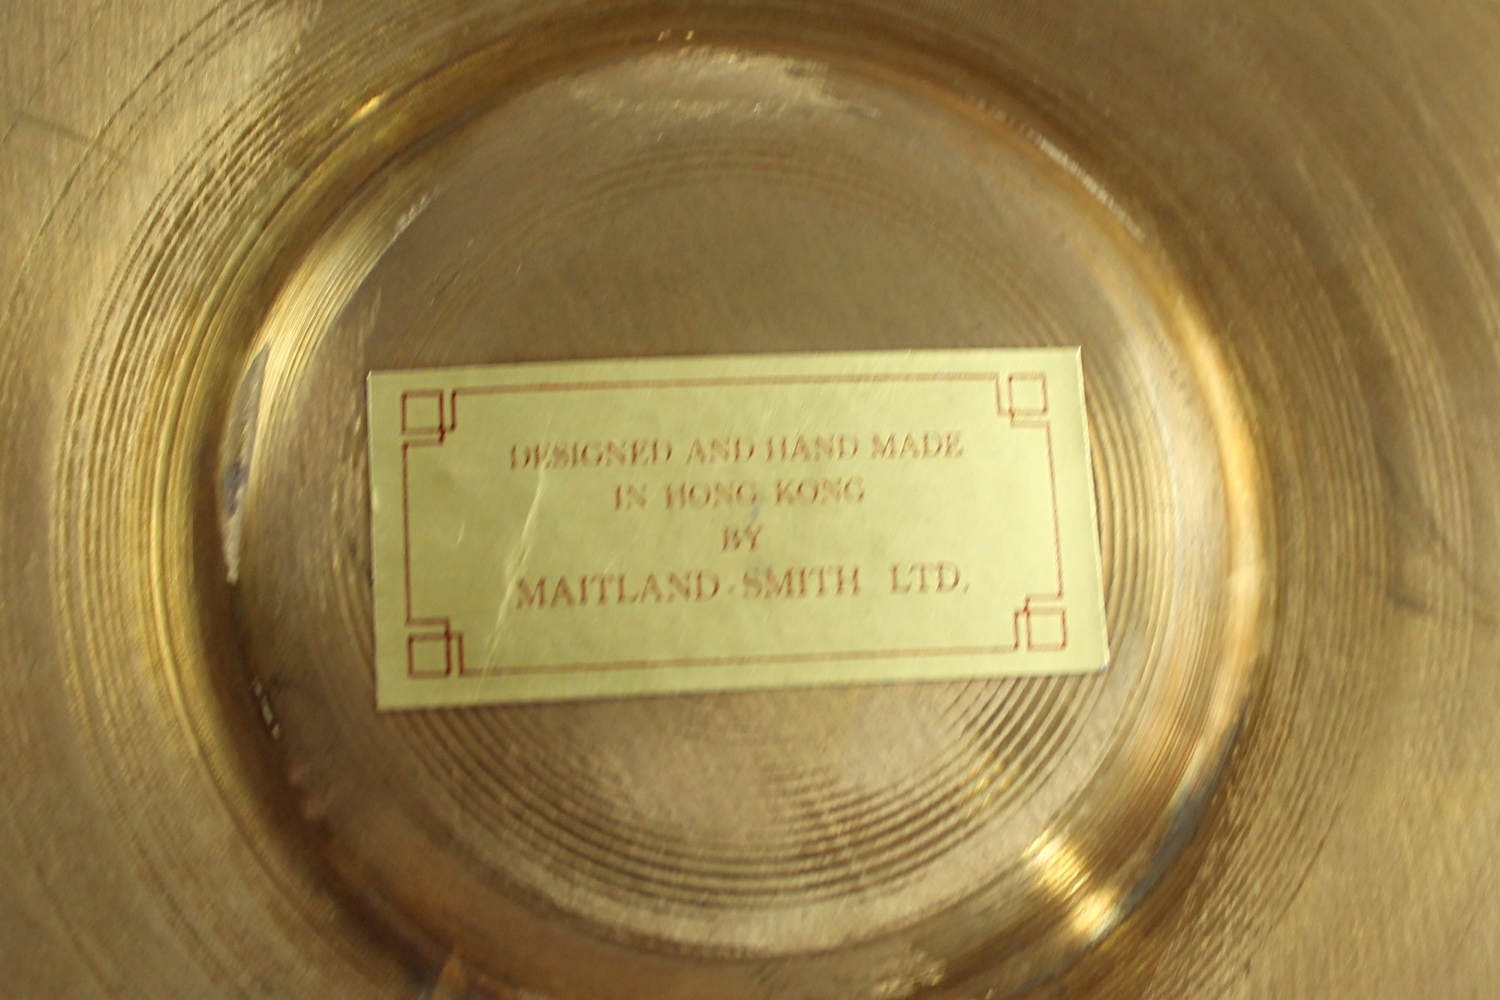 DESIGNED AND HAND MADE
IN HONG KONG
BY
MAITLAND-SMITH LTD.